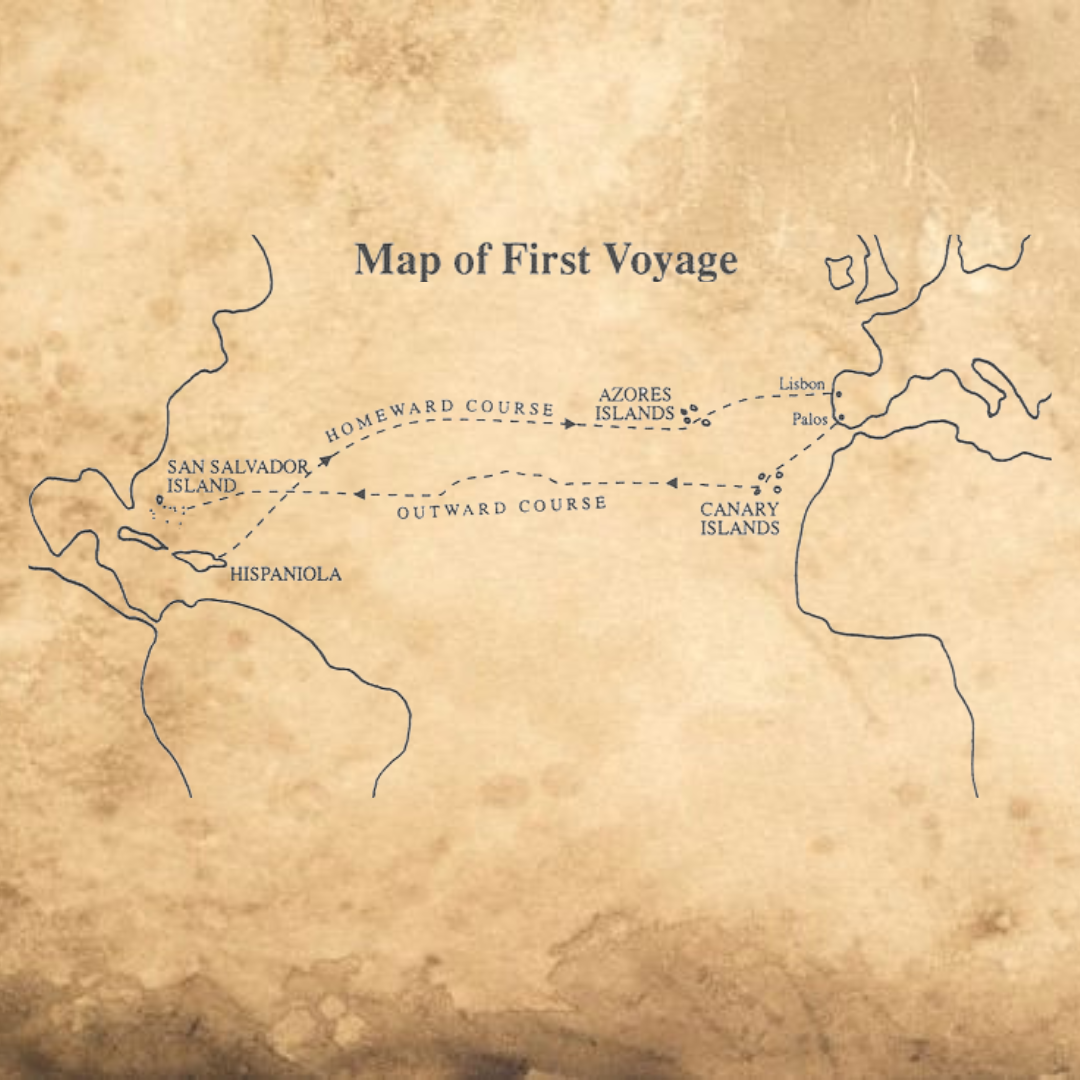 Map of First Voyage
Lisbon
AZORES
ISLANDS
HOMEWARD COURSE
Palos
SAN SALVADOR
ISLAND
OUTWARD COURSE
CANARY
ISLANDS
HISPANIOLA